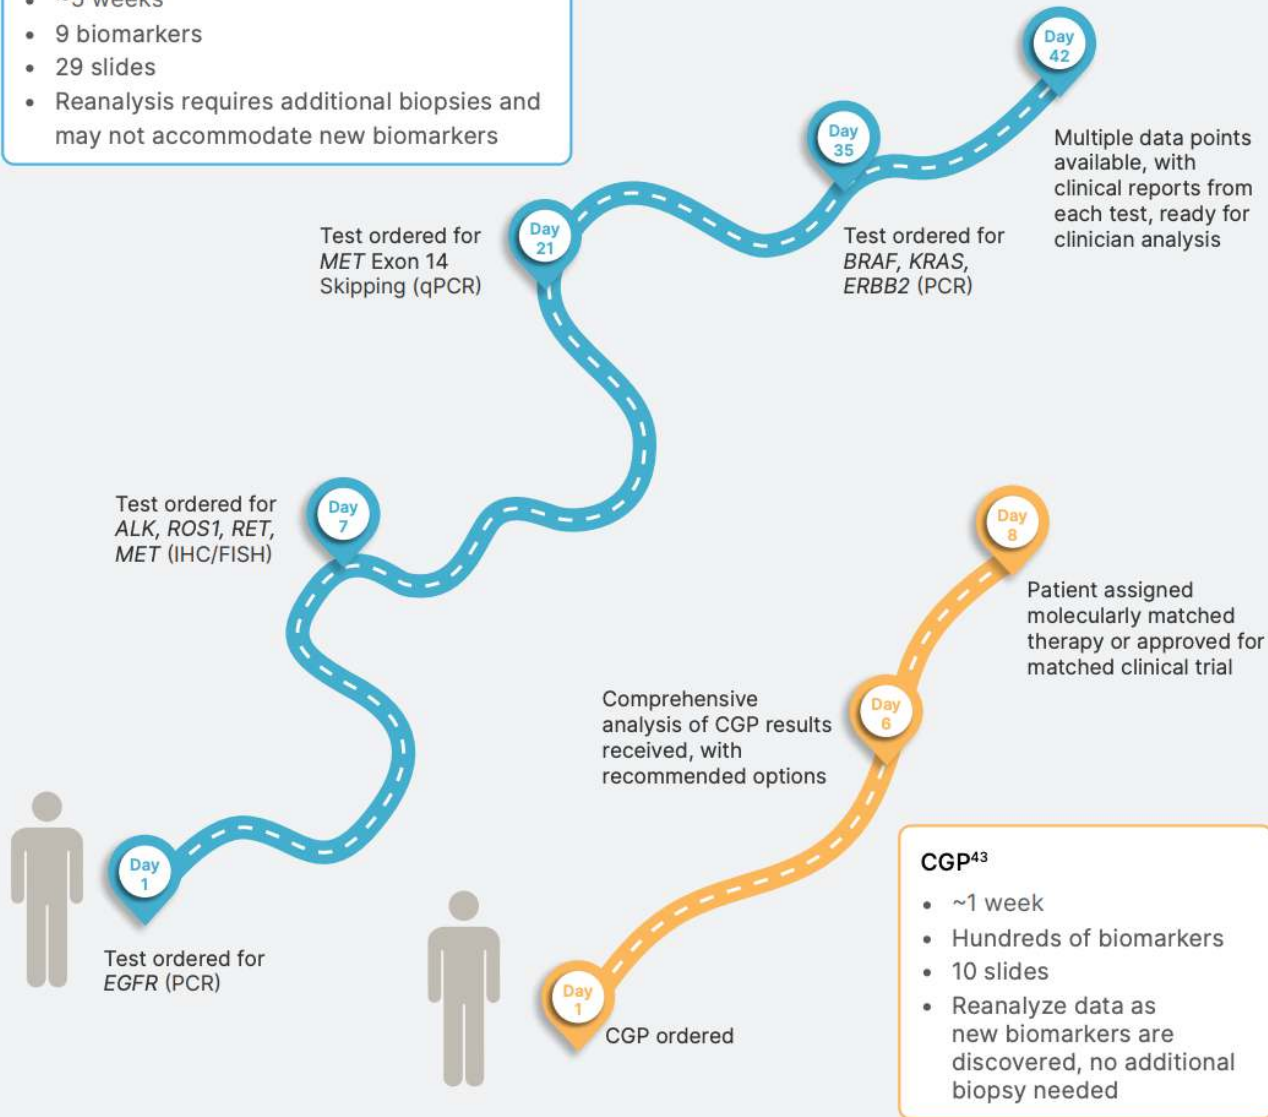 weeks
• 9 biomarkers
• 29 slides
• Reanalysis requires additional biopsies and
may not accommodate new biomarkers
Day
42
Multiple data points
available, with
clinical reports from
each test, ready for
clinician analysis
Day
35
Test ordered for
BRAF, KRAS,
ERBB2 (PCR)
Day
21
Test ordered for
MET Exon 14
Skipping (qPCR)
Day
7
Test ordered for
ALK, ROS1, RET,
MET (IHC/FISH)
Day
1
Test ordered for
EGFR (PCR)
Day
8
Patient assigned
molecularly matched
therapy or approved for
matched clinical trial
Day
6
Comprehensive
analysis of CGP results
received, with
recommended options
Day
1
CGP ordered
CGP⁴³
• ~1 week
• Hundreds of biomarkers
• 10 slides
• Reanalyze data as
new biomarkers are
discovered, no additional
biopsy needed